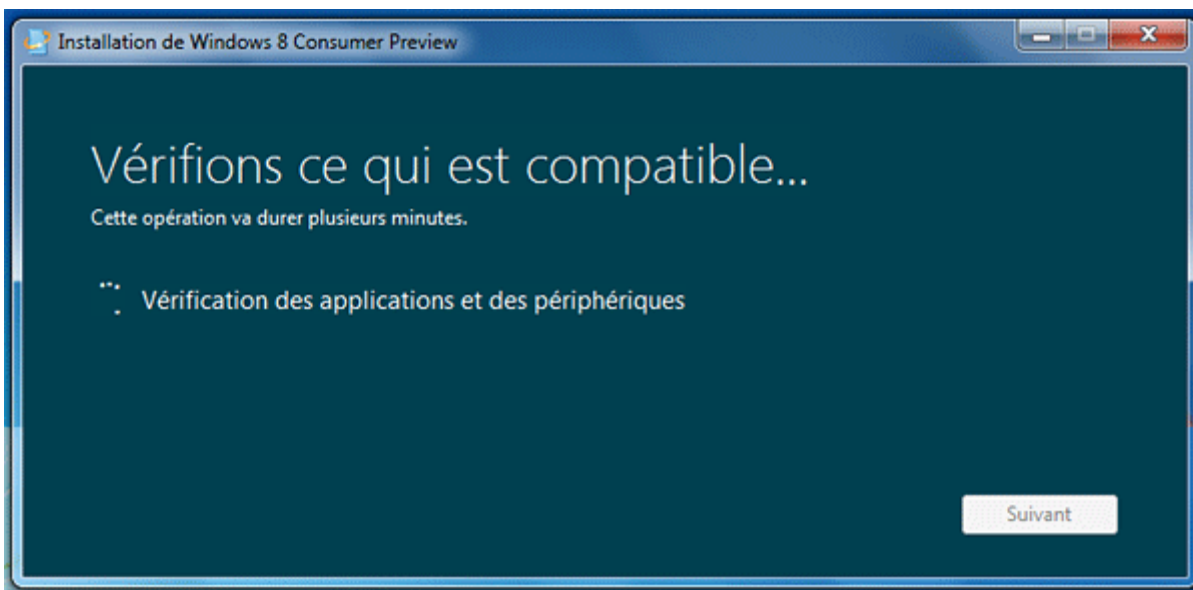 Installation de Windows 8 Consumer Preview
Vérifions ce qui est compatible...
Cette opération va durer plusieurs minutes.
Vérification des applications et des périphériques
Suivant